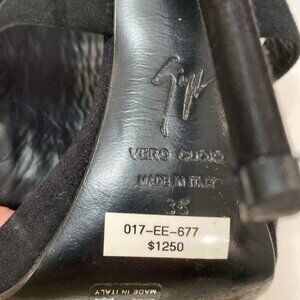 VERO CUOIO
MADE IN ITALY
35
017-EE-677
$1250
MADE IN ITALY